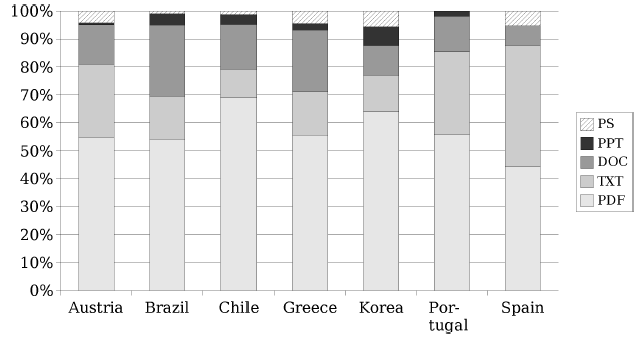 100%
90%
80%
70%
60%
50%
40%
30%
20%
10%
0%
Austria Brazil Chile Greece Korea Por- Spain
tugal
PS
PPT
DOC
TXT
PDF